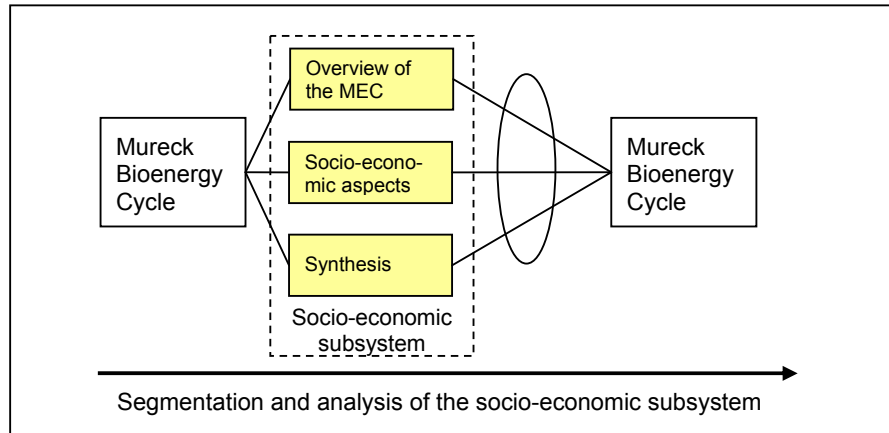 Overview of
the MEC
Mureck
Bioenergy
Cycle
Socio-econo-
mic aspects
Synthesis
Socio-economic
subsystem
Mureck
Bioenergy
Cycle
Segmentation and analysis of the socio-economic subsystem